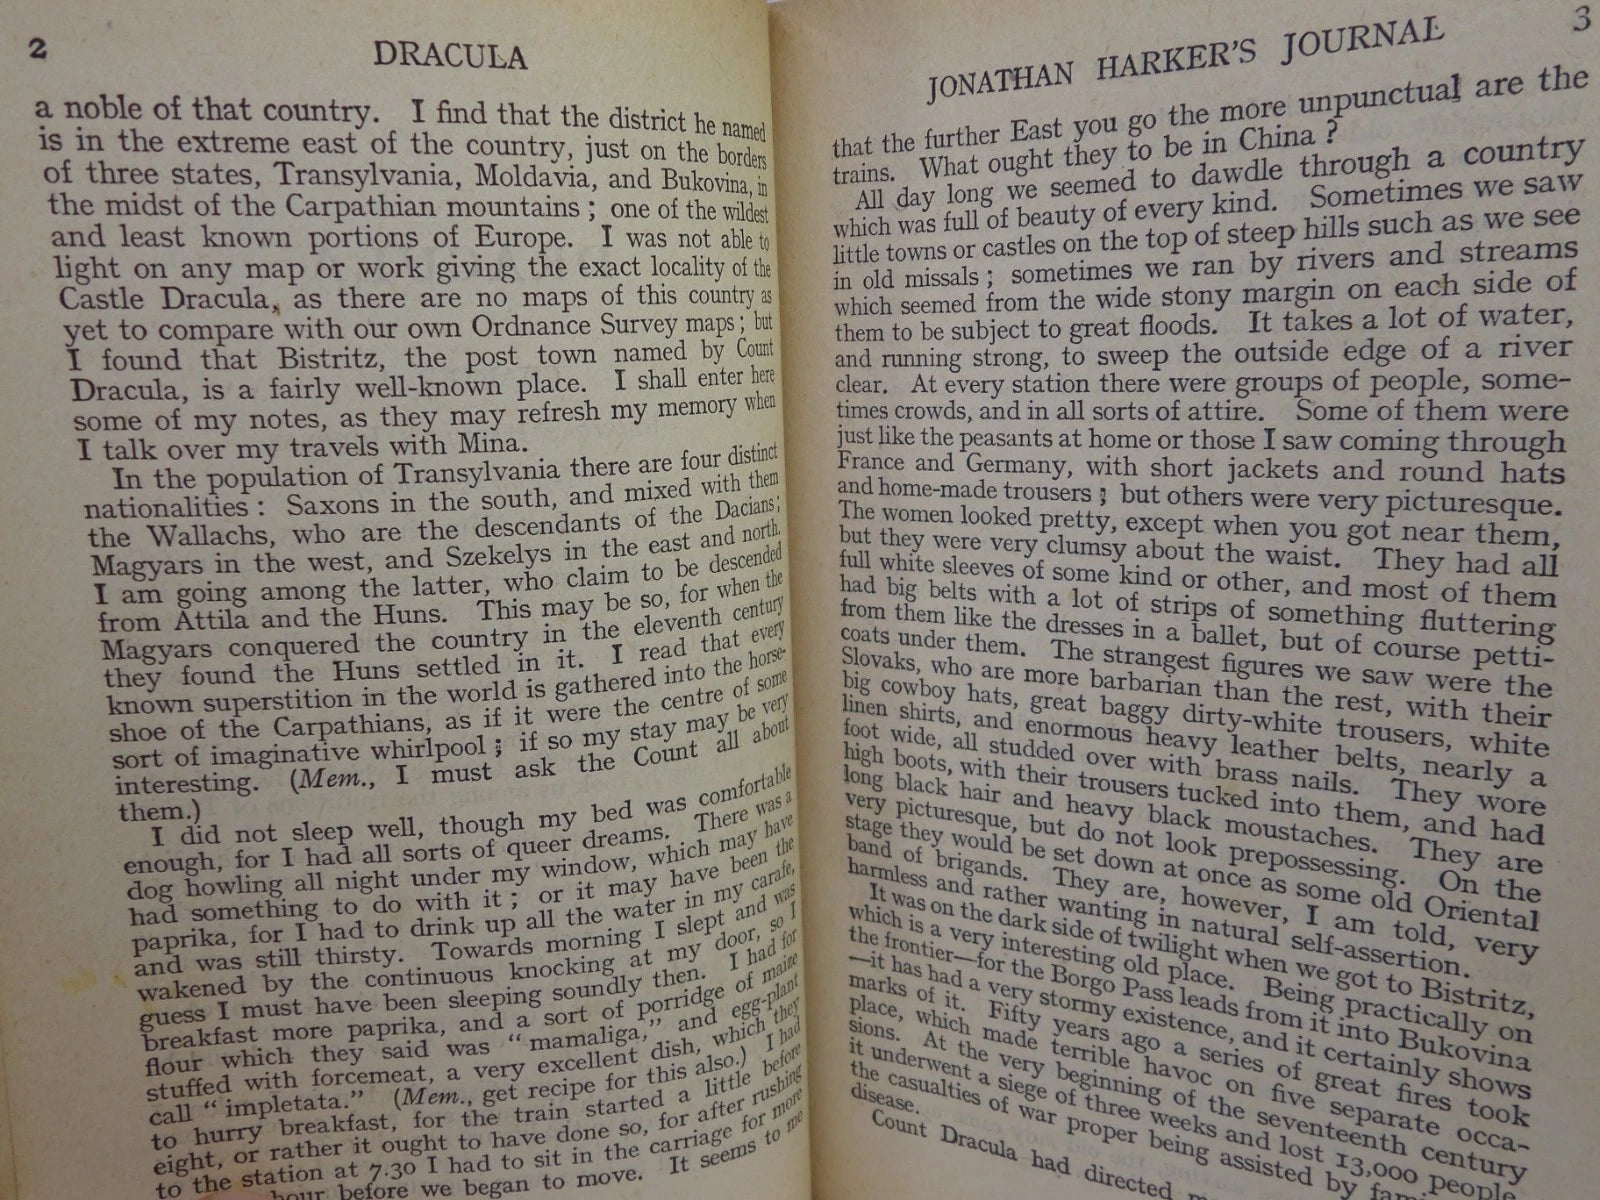 2
DRACULA
a noble of that country. I find that the district he named
is in the extreme east of the country, just on the borders
of three states, Transylvania, Moldavia, and Bukovina, in
the midst of the Carpathian mountains ; one of the wildest
and least known portions of Europe. I was not able to
light on any map or work giving the exact locality of the
Castle Dracula, as there are no maps of this country as
yet to compare with our own Ordnance Survey maps ; but
I found that Bistritz, the post town named by Count
Dracula, is a fairly well-known place. I shall enter here
some of my notes, as they may refresh my memory when
I talk over my travels with Mina.
In the population of Transylvania there are four distinct
nationalities : Saxons in the south, and mixed with them
the Wallachs, who are the descendants of the Dacians ;
Magyars in the west, and Szekelys in the east and north.
I am going among the latter, who claim to be descended
from Attila and the Huns. This may be so, for when the
Magyars conquered the country in the eleventh century
they found the Huns settled in it. I read that every
known superstition in the world is gathered into the horse-
shoe of the Carpathians, as if it were the centre of some
sort of imaginative whirlpool ; if so my stay may be very
interesting. (Mem., I must ask the Count all about
them.)
I did not sleep well, though my bed was comfortable
enough, for I had all sorts of queer dreams. There was a
dog howling all night under my window, which may have
had something to do with it ; or it may have been the
paprika, for I had to drink up all the water in my carafe,
and was still thirsty. Towards morning I slept and was
wakened by the continuous knocking at my door, so I
guess I must have been sleeping soundly then. I had for
breakfast more paprika, and a sort of porridge of maize
flour which they said was "mamaliga," and egg-plant
stuffed with forcemeat, a very excellent dish, which they
call "impletata." (Mem., get recipe for this also.) I had
to hurry breakfast, for the train started a little before
eight, or rather it ought to have done so, for after rushing
to the station at 7.30 I had to sit in the carriage for more
hour before we began to move. It seems to me
JONATHAN HARKER'S JOURNAL
3
that the further East you go the more unpunctual are the
trains. What ought they to be in China ?
All day long we seemed to dawdle through a country
which was full of beauty of every kind. Sometimes we saw
little towns or castles on the top of steep hills such as we see
in old missals ; sometimes we ran by rivers and streams
which seemed from the wide stony margin on each side of
them to be subject to great floods. It takes a lot of water,
and running strong, to sweep the outside edge of a river
clear. At every station there were groups of people, some-
times crowds, and in all sorts of attire. Some of them were
just like the peasants at home or those I saw coming through
France and Germany, with short jackets and round hats
and home-made trousers ; but others were very picturesque.
The women looked pretty, except when you got near them,
but they were very clumsy about the waist. They had all
full white sleeves of some kind or other, and most of them
had big belts with a lot of strips of something fluttering
from them like the dresses in a ballet, but of course petti-
coats under them. The strangest figures we saw were the
Slovaks, who are more barbarian than the rest, with their
big cowboy hats, great baggy dirty-white trousers, white
linen shirts, and enormous heavy leather belts, nearly a
foot wide, all studded over with brass nails. They wore
high boots, with their trousers tucked into them, and had
long black hair and heavy black moustaches. They are
very picturesque, but do not look prepossessing. On the
stage they would be set down at once as some old Oriental
band of brigands. They are, however, I am told, very
harmless and rather wanting in natural self-assertion.
It was on the dark side of twilight when we got to Bistritz,
which is a very interesting old place. Being practically on
the frontier—for the Borgo Pass leads from it into Bukovina
—it has had a very stormy existence, and it certainly shows
marks of it. Fifty years ago a series of great fires took
place, which made terrible havoc on five separate occa-
sions. At the very beginning of the seventeenth century
it underwent a siege of three weeks and lost 13,000 people,
the casualties of war proper being assisted by
disease.
Count Dracula had directed